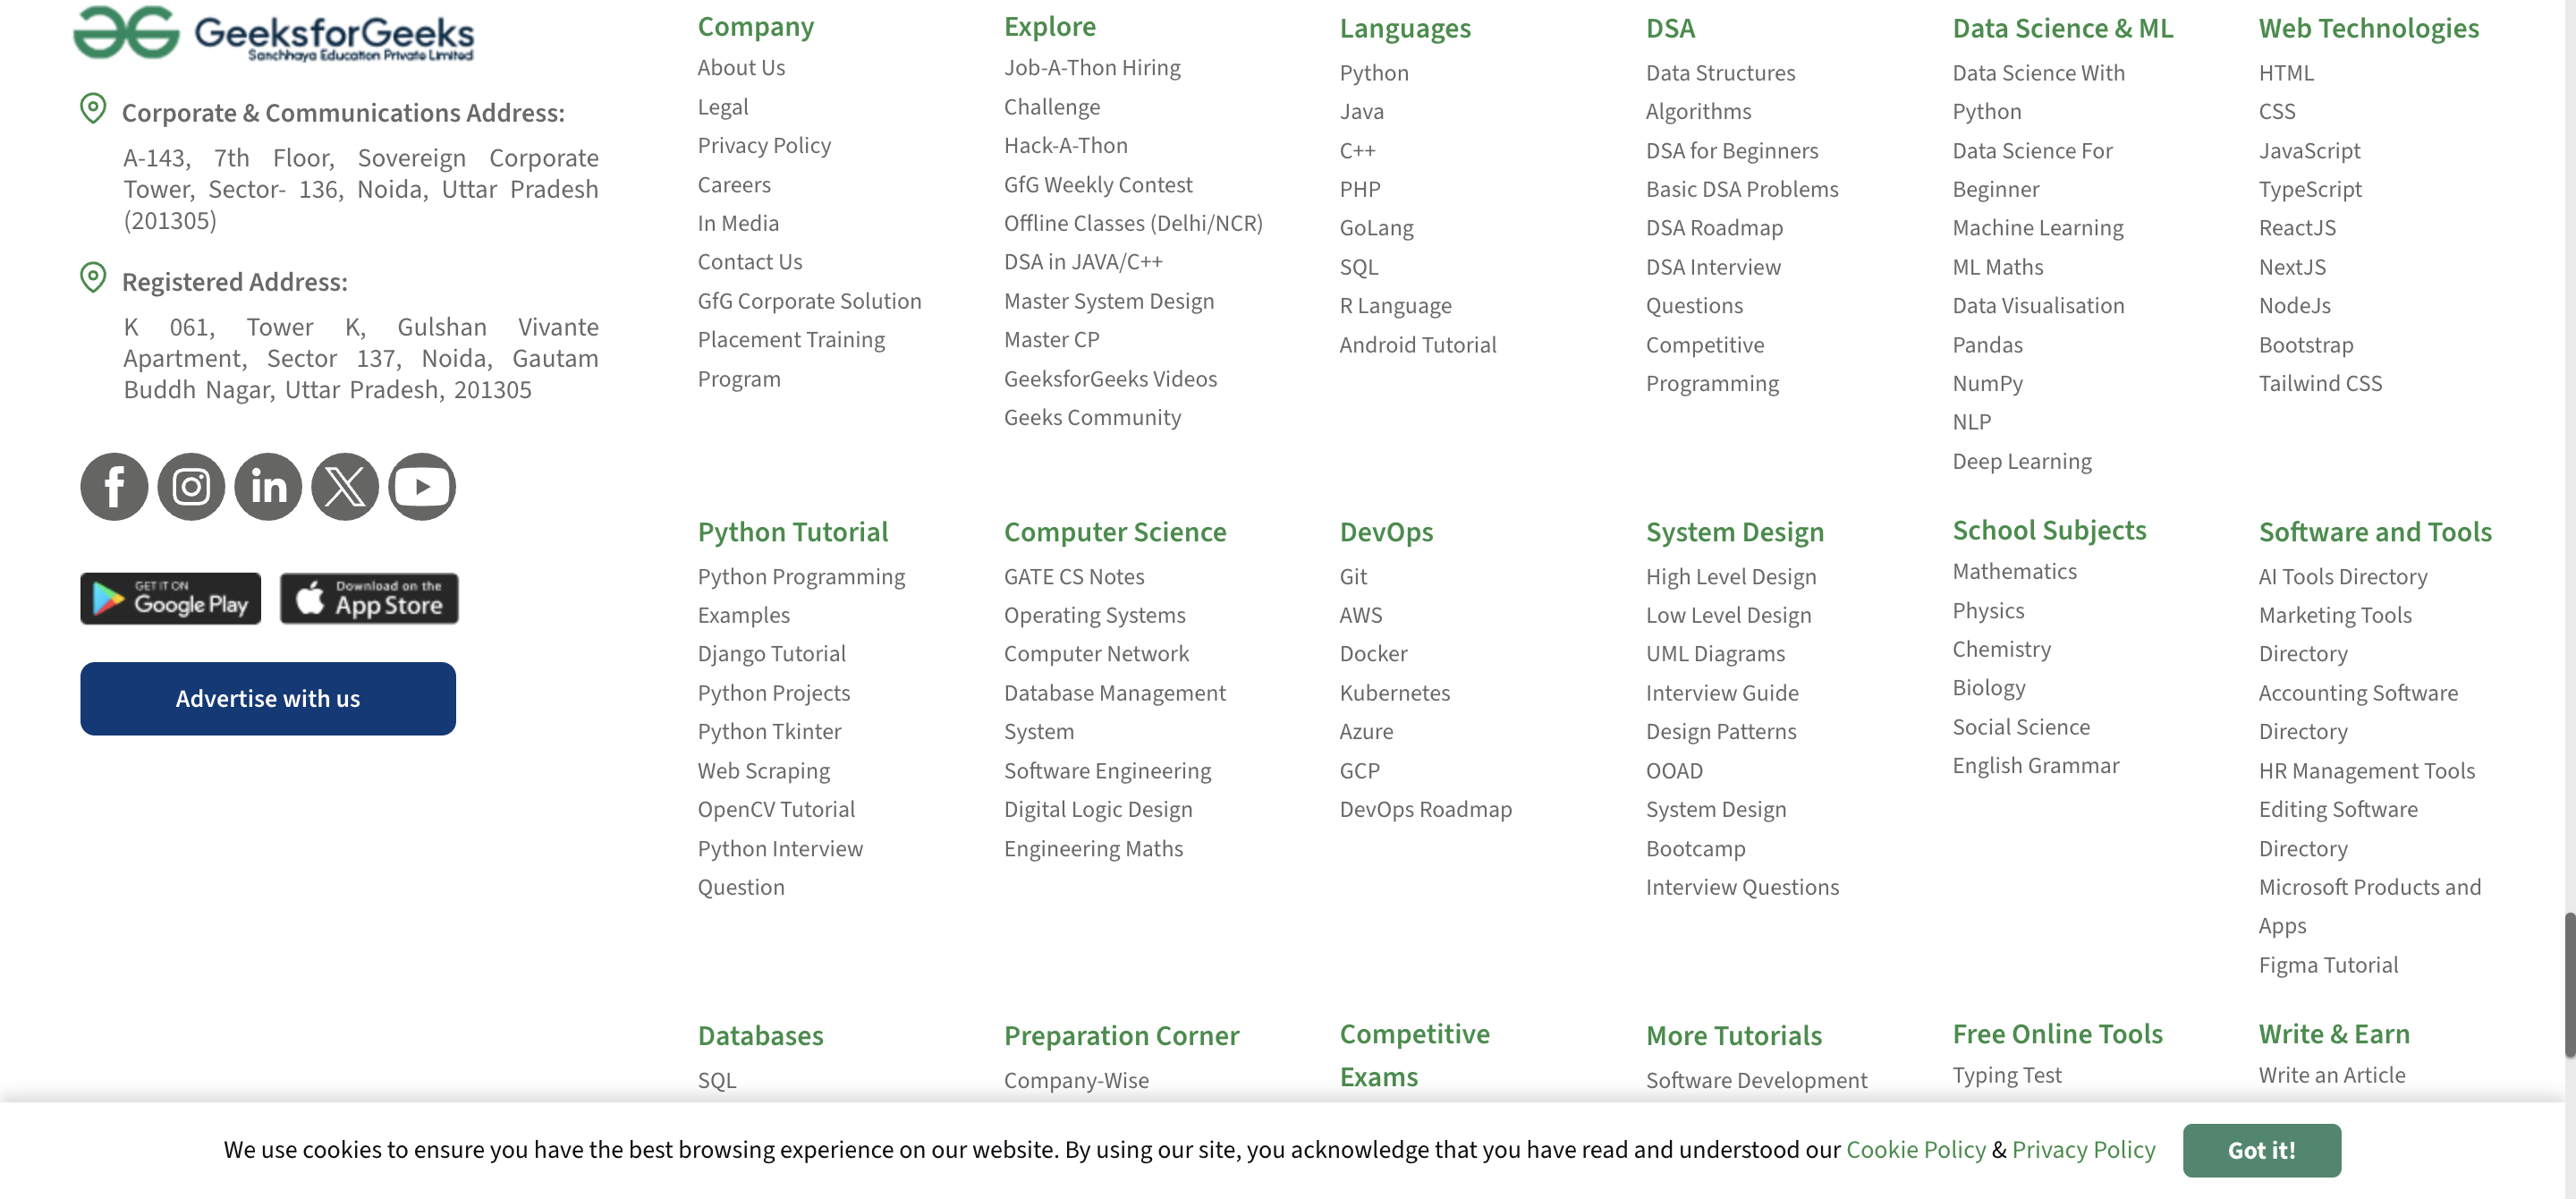 GeeksforGeeks
Sanchhaya Education Private Limited
Corporate & Communications Address:
A-143, 7th Floor, Sovereign Corporate
Tower, Sector- 136, Noida, Uttar Pradesh
(201305)
Registered Address:
K 061, Tower K, Gulshan Vivante
Apartment, Sector 137, Noida, Gautam
Buddh Nagar, Uttar Pradesh, 201305
GET IT ON
Google Play
Download on the
App Store
Advertise with us
Company
About Us
Legal
Privacy Policy
Careers
In Media
Contact Us
GfG Corporate Solution
Placement Training
Program
Explore
Job-A-Thon Hiring
Challenge
Hack-A-Thon
GfG Weekly Contest
Offline Classes (Delhi/NCR)
DSA in JAVA/C++
Master System Design
Master CP
GeeksforGeeks Videos
Geeks Community
Languages
Python
Java
C++
PHP
GoLang
SQL
R Language
Android Tutorial
DSA
Data Structures
Algorithms
DSA for Beginners
Basic DSA Problems
DSA Roadmap
DSA Interview
Questions
Competitive
Programming
Data Science & ML
Data Science With
Python
Data Science For
Beginner
Machine Learning
ML Maths
Data Visualisation
Pandas
NumPy
NLP
Deep Learning
Web Technologies
HTML
CSS
JavaScript
TypeScript
ReactJS
NextJS
NodeJs
Bootstrap
Tailwind CSS
Python Tutorial
Python Programming
Examples
Django Tutorial
Python Projects
Python Tkinter
Web Scraping
OpenCV Tutorial
Python Interview
Question
Computer Science
GATE CS Notes
Operating Systems
Computer Network
Database Management
System
Software Engineering
Digital Logic Design
Engineering Maths
DevOps
Git
AWS
Docker
Kubernetes
Azure
GCP
DevOps Roadmap
System Design
High Level Design
Low Level Design
UML Diagrams
Interview Guide
Design Patterns
OOAD
System Design
Bootcamp
Interview Questions
School Subjects
Mathematics
Physics
Chemistry
Biology
Social Science
English Grammar
Software and Tools
AI Tools Directory
Marketing Tools
Directory
Accounting Software
Directory
HR Management Tools
Editing Software
Directory
Microsoft Products and
Apps
Figma Tutorial
Databases
SQL
Preparation Corner
Company-Wise
Competitive
Exams
More Tutorials
Software Development
Free Online Tools
Typing Test
Write & Earn
Write an Article
We use cookies to ensure you have the best browsing experience on our website. By using our site, you acknowledge that you have read and understood our Cookie Policy & Privacy Policy
Got it!